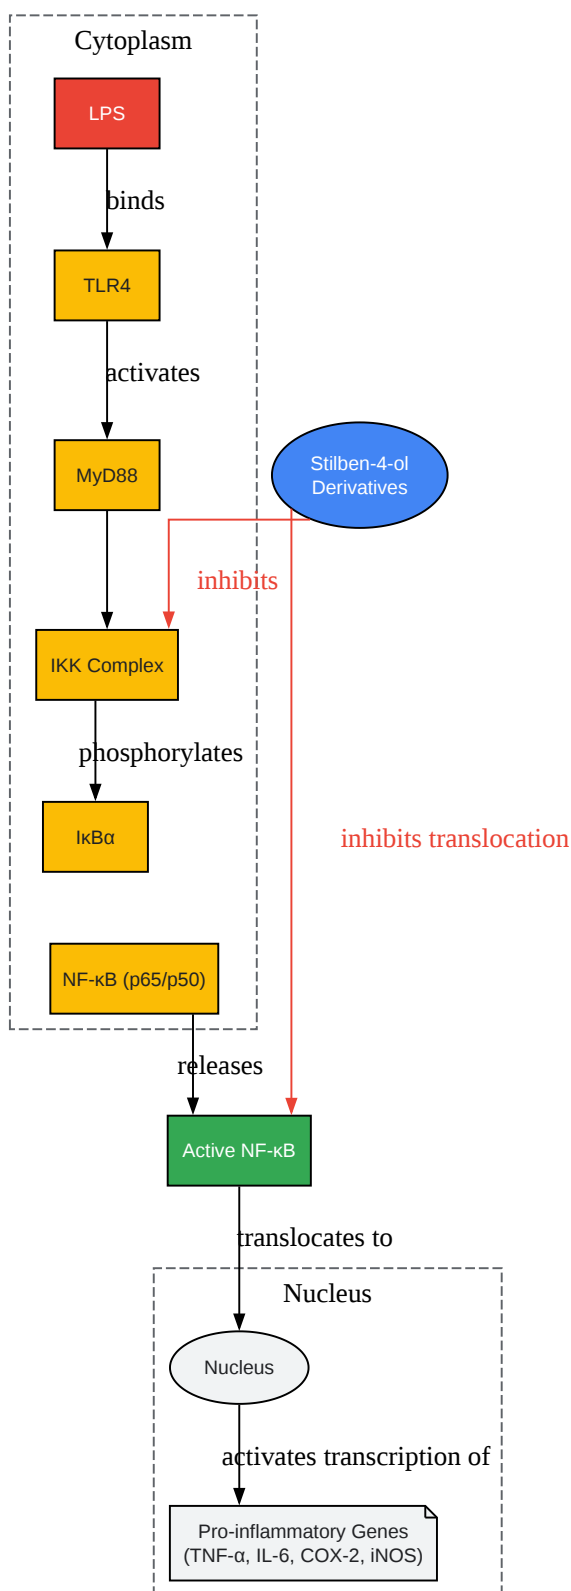 Cytoplasm
LPS
binds
TLR4
activates
MyD88
Stilben-4-ol
Derivatives
inhibits
IKK Complex
phosphorylates
IκBα
inhibits translocation
NF-κB (p65/p50)
releases
Active NF-κB
translocates to
Nucleus
Nucleus
activates transcription of
Pro-inflammatory Genes
(TNF-α, IL-6, COX-2, iNOS)